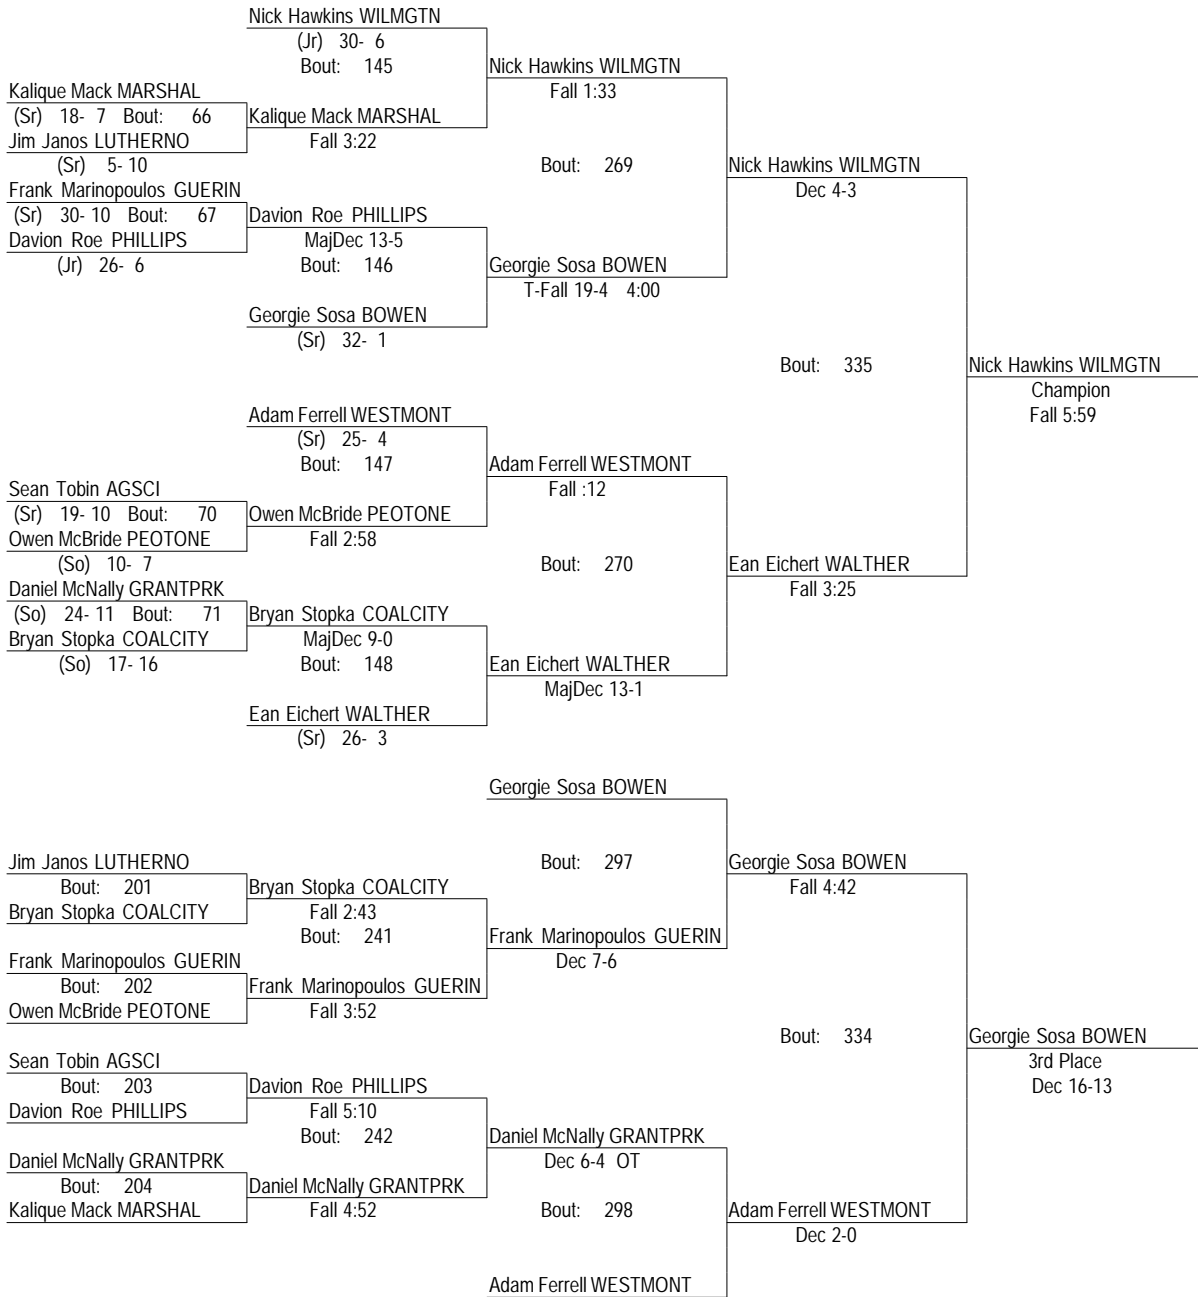 Nick Hawkins WILMGTN
(Jr) 30- 6
Bout: 145
Nick Hawkins WILMGTN
Fall 1:33
Kalique Mack MARSHAL
(Sr) 18- 7 Bout: 66
Kalique Mack MARSHAL
Jim Janos LUTHERNO
Fall 3:22
(Sr) 5- 10
Bout: 269
Nick Hawkins WILMGTN
Dec 4-3
Frank Marinopoulos GUERIN
(Sr) 30- 10 Bout: 67
Davion Roe PHILLIPS
Davion Roe PHILLIPS
MajDec 13-5
(Jr) 26- 6
Bout: 146
Georgie Sosa BOWEN
T-Fall 19-4 4:00
Georgie Sosa BOWEN
(Sr) 32- 1
Bout: 335
Nick Hawkins WILMGTN
Champion
Fall 5:59
Adam Ferrell WESTMONT
(Sr) 25- 4
Bout: 147
Adam Ferrell WESTMONT
Fall :12
Sean Tobin AGSCI
(Sr) 19- 10 Bout: 70
Owen McBride PEOTONE
Owen McBride PEOTONE
Fall 2:58
(So) 10- 7
Bout: 270
Ean Eichert WALTHER
Fall 3:25
Daniel McNally GRANTPRK
(So) 24- 11 Bout: 71
Bryan Stopka COALCITY
Bryan Stopka COALCITY
MajDec 9-0
(So) 17- 16
Bout: 148
Ean Eichert WALTHER
MajDec 13-1
Ean Eichert WALTHER
(Sr) 26- 3
Georgie Sosa BOWEN
Bout: 297
Georgie Sosa BOWEN
Fall 4:42
Jim Janos LUTHERNO
Bout: 201
Bryan Stopka COALCITY
Bryan Stopka COALCITY
Fall 2:43
Bout: 241
Frank Marinopoulos GUERIN
Dec 7-6
Frank Marinopoulos GUERIN
Bout: 202
Frank Marinopoulos GUERIN
Owen McBride PEOTONE
Fall 3:52
Bout: 334
Georgie Sosa BOWEN
3rd Place
Dec 16-13
Sean Tobin AGSCI
Bout: 203
Davion Roe PHILLIPS
Davion Roe PHILLIPS
Fall 5:10
Bout: 242
Daniel McNally GRANTPRK
Dec 6-4 OT
Daniel McNally GRANTPRK
Bout: 204
Daniel McNally GRANTPRK
Kalique Mack MARSHAL
Fall 4:52
Bout: 298
Adam Ferrell WESTMONT
Dec 2-0
Adam Ferrell WESTMONT